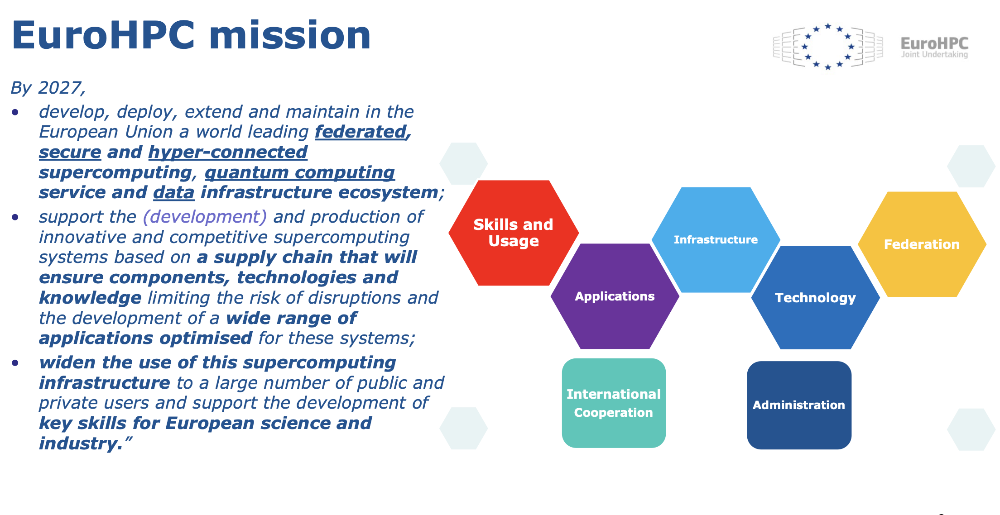 EuroHPC mission
EuroHPC
Joint Undertaking
By 2027,
• develop, deploy, extend and maintain in the
European Union a world leading federated,
secure and hyper-connected
supercomputing, quantum computing
service and data infrastructure ecosystem;
• support the (development) and production of
innovative and competitive supercomputing
systems based on a supply chain that will
ensure components, technologies and
knowledge limiting the risk of disruptions and
the development of a wide range of
applications optimised for these systems;
• widen the use of this supercomputing
infrastructure to a large number of public and
private users and support the development of
key skills for European science and
industry.”
Skills and
Usage
Applications
Infrastructure
Technology
Federation
International
Cooperation
Administration